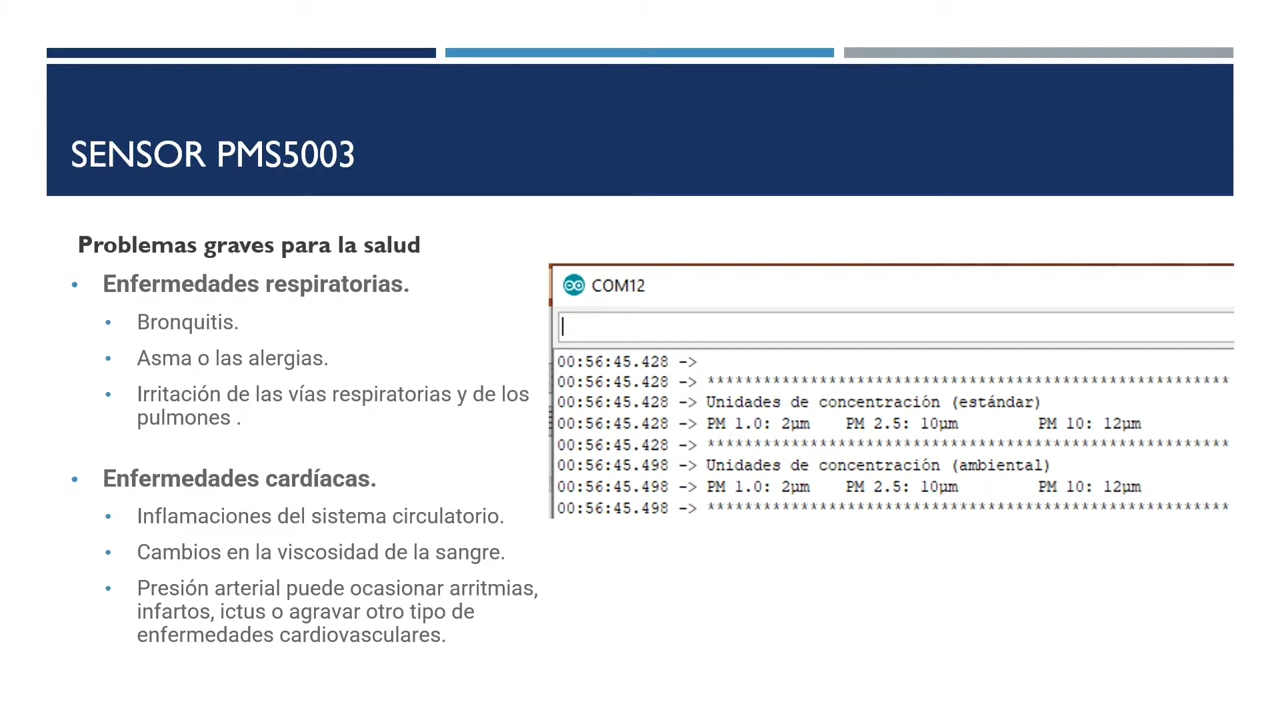 SENSOR PMS5003
Problemas graves para la salud
• Enfermedades respiratorias.
• Bronquitis.
• Asma o las alergias.
• Irritación de las vías respiratorias y de los
pulmones .
• Enfermedades cardíacas.
• Inflamaciones del sistema circulatorio.
• Cambios en la viscosidad de la sangre.
• Presión arterial puede ocasionar arritmias,
infartos, ictus o agravar otro tipo de
enfermedades cardiovasculares.
COM12
00:56:45.428 ->
00:56:45.428 -> ********************************************************
00:56:45.428 -> Unidades de concentración (estándar)
00:56:45.428 -> PM 1.0: 2µm PM 2.5: 10µm PM 10: 12µm
00:56:45.428 -> ********************************************************
00:56:45.498 -> Unidades de concentración (ambiental)
00:56:45.498 -> PM 1.0: 2µm PM 2.5: 10µm PM 10: 12µm
00:56:45.498 -> ********************************************************